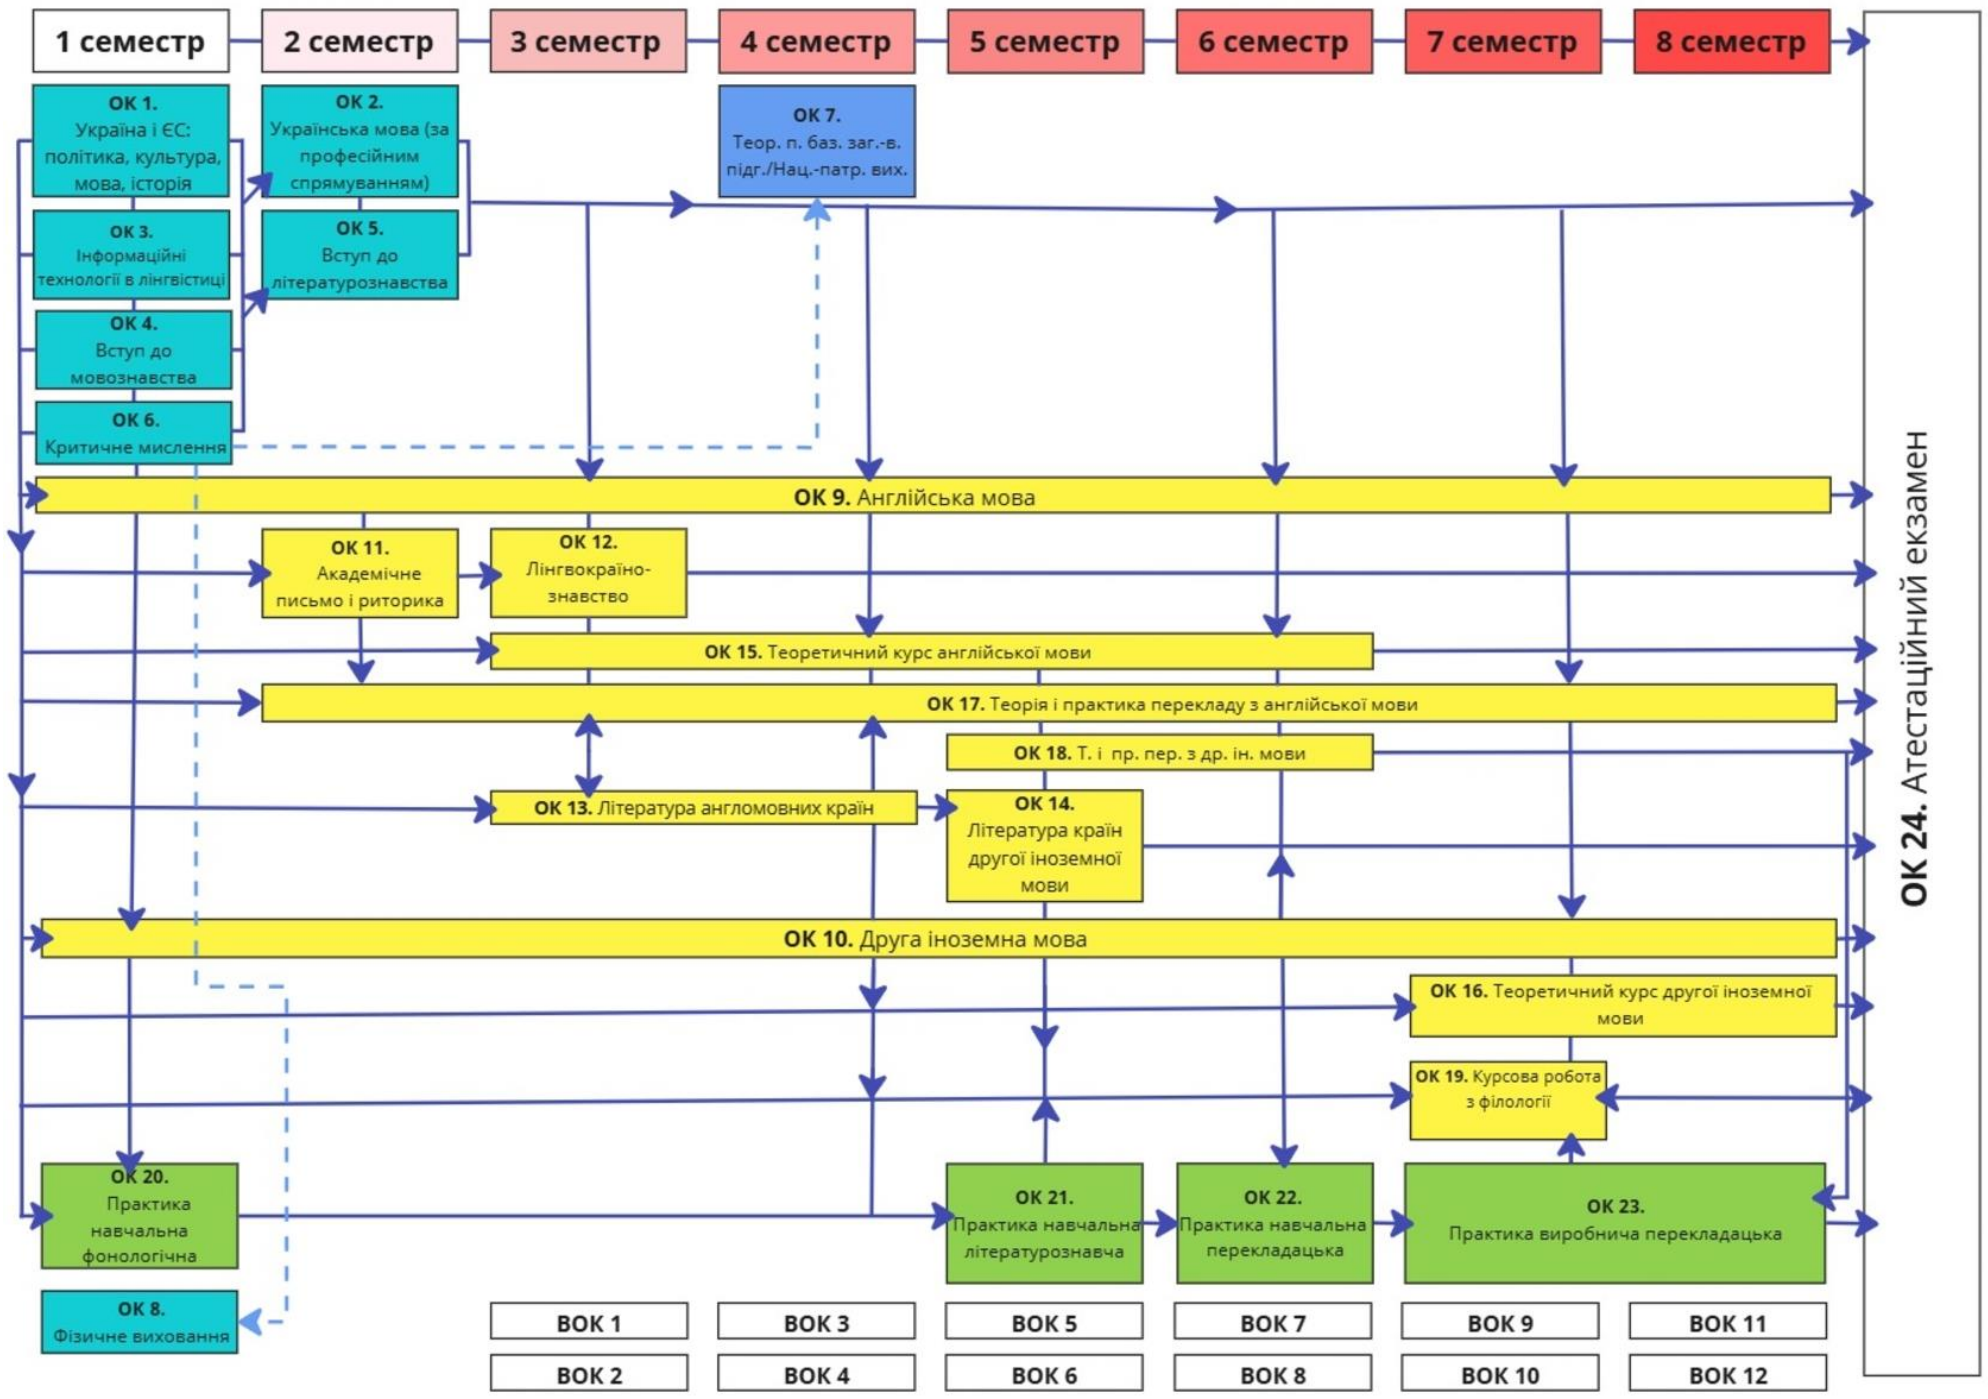 1 семестр
2 семестр
3 семестр
4 семестр
5 семестр
6 семестр
7 семестр
8 семестр
ОК 1.
Україна і ЄС:
політика, культура,
мова, історія
ОК 2.
Українська мова (за
професійним
спрямуванням)
ОК 7.
Теор. п. баз. заг.-в.
підг./Нац.-патр. вих.
ОК 3.
Інформаційні
технології в лінгвістиці
ОК 5.
Вступ до
літературознавства
ОК 4.
Вступ до
мовознавства
ОК 6.
Критичне мислення
ОК 9. Англійська мова
ОК 11.
Академічне
письмо і риторика
ОК 12.
Лінгвокраїно-
знавство
ОК 15. Теоретичний курс англійської мови
ОК 17. Теорія і практика перекладу з англійської мови
ОК 18. Т. і пр. пер. з др. ін. мови
ОК 13. Література англомовних країн
ОК 14.
Література країн
другої іноземної
мови
ОК 10. Друга іноземна мова
ОК 16. Теоретичний курс другої іноземної
мови
ОК 19. Курсова робота
з філології
ОК 20.
Практика
навчальна
фонологічна
ОК 21.
Практика навчальна
літературознавча
ОК 22.
Практика навчальна
перекладацька
ОК 23.
Практика виробнича перекладацька
ОК 8.
Фізичне виховання
ВОК 1
ВОК 3
ВОК 5
ВОК 7
ВОК 9
ВОК 11
ВОК 2
ВОК 4
ВОК 6
ВОК 8
ВОК 10
ВОК 12
ОК 24. Атестаційний екзамен